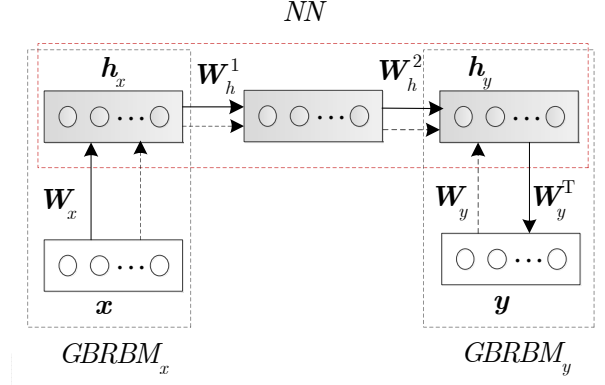 NN
h_x W_h^1 W_h^2 h_y
W_x W_y W_y^T
x y
GBRBM_x GBRBM_y